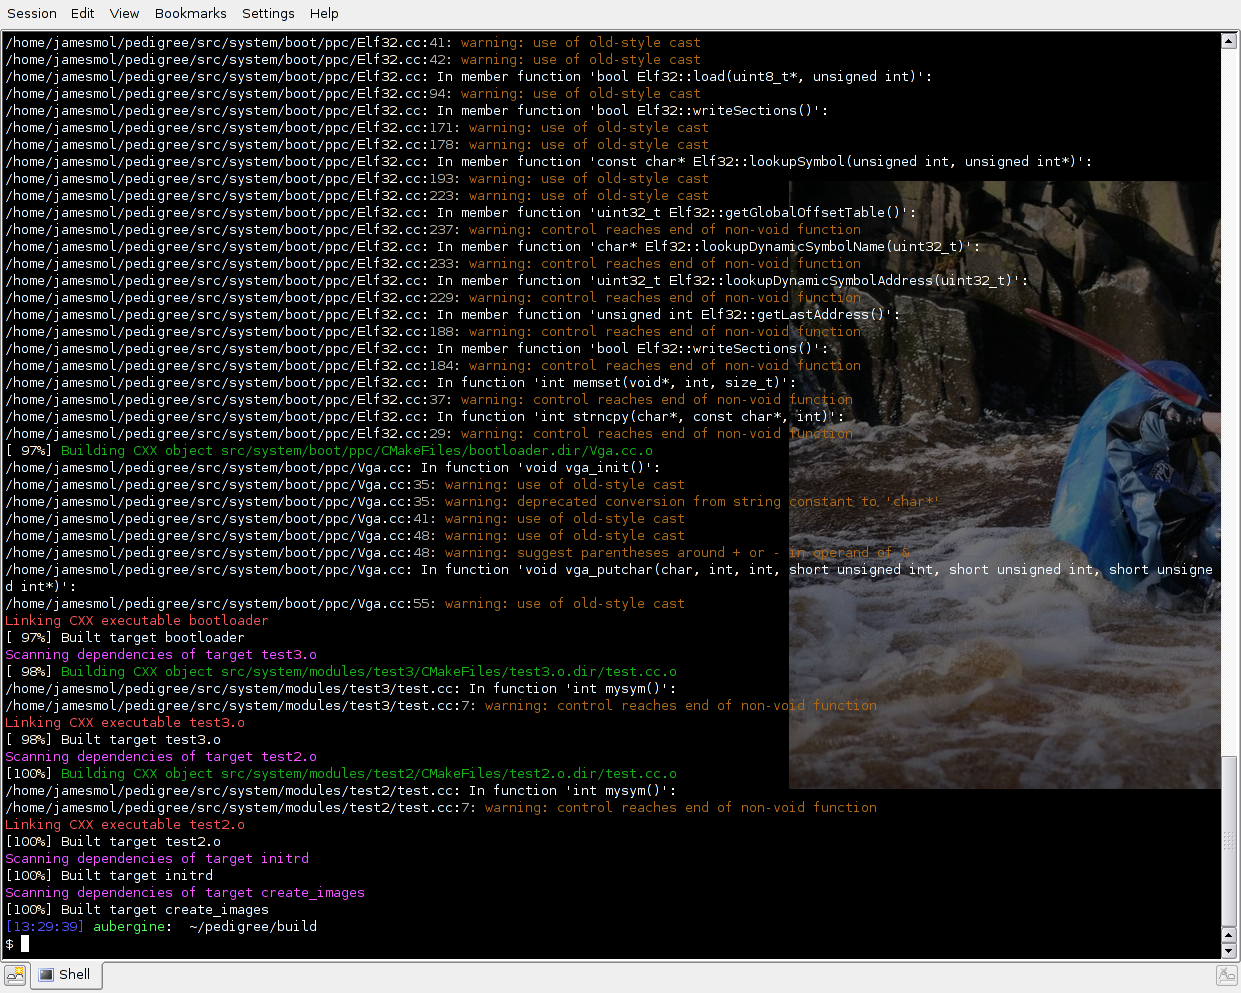 Session Edit View Bookmarks Settings Help
/home/jamesmol/pedigree/src/system/boot/ppc/Elf32.cc:41: warning: use of old-style cast
/home/jamesmol/pedigree/src/system/boot/ppc/Elf32.cc:42: warning: use of old-style cast
/home/jamesmol/pedigree/src/system/boot/ppc/Elf32.cc: In member function 'bool Elf32::load(uint8_t*, unsigned int)':
/home/jamesmol/pedigree/src/system/boot/ppc/Elf32.cc:94: warning: use of old-style cast
/home/jamesmol/pedigree/src/system/boot/ppc/Elf32.cc: In member function 'bool Elf32::writeSections()':
/home/jamesmol/pedigree/src/system/boot/ppc/Elf32.cc:171: warning: use of old-style cast
/home/jamesmol/pedigree/src/system/boot/ppc/Elf32.cc:178: warning: use of old-style cast
/home/jamesmol/pedigree/src/system/boot/ppc/Elf32.cc: In member function 'const char* Elf32::lookupSymbol(unsigned int, unsigned int*)':
/home/jamesmol/pedigree/src/system/boot/ppc/Elf32.cc:193: warning: use of old-style cast
/home/jamesmol/pedigree/src/system/boot/ppc/Elf32.cc:223: warning: use of old-style cast
/home/jamesmol/pedigree/src/system/boot/ppc/Elf32.cc: In member function 'uint32_t Elf32::getGlobalOffsetTable()':
/home/jamesmol/pedigree/src/system/boot/ppc/Elf32.cc:237: warning: control reaches end of non-void function
/home/jamesmol/pedigree/src/system/boot/ppc/Elf32.cc: In member function 'char* Elf32::lookupDynamicSymbolName(uint32_t)':
/home/jamesmol/pedigree/src/system/boot/ppc/Elf32.cc:233: warning: control reaches end of non-void function
/home/jamesmol/pedigree/src/system/boot/ppc/Elf32.cc: In member function 'uint32_t Elf32::lookupDynamicSymbolAddress(uint32_t)':
/home/jamesmol/pedigree/src/system/boot/ppc/Elf32.cc:229: warning: control reaches end of non-void function
/home/jamesmol/pedigree/src/system/boot/ppc/Elf32.cc: In member function 'unsigned int Elf32::getLastAddress()':
/home/jamesmol/pedigree/src/system/boot/ppc/Elf32.cc:188: warning: control reaches end of non-void function
/home/jamesmol/pedigree/src/system/boot/ppc/Elf32.cc: In member function 'bool Elf32::writeSections()':
/home/jamesmol/pedigree/src/system/boot/ppc/Elf32.cc:184: warning: control reaches end of non-void function
/home/jamesmol/pedigree/src/system/boot/ppc/Elf32.cc: In function 'int memset(void*, int, size_t)':
/home/jamesmol/pedigree/src/system/boot/ppc/Elf32.cc:37: warning: control reaches end of non-void function
/home/jamesmol/pedigree/src/system/boot/ppc/Elf32.cc: In function 'int strncpy(char*, const char*, int)':
/home/jamesmol/pedigree/src/system/boot/ppc/Elf32.cc:29: warning: control reaches end of non-void function
[ 97%] Building CXX object src/system/boot/ppc/CMakeFiles/bootloader.dir/Vga.cc.o
/home/jamesmol/pedigree/src/system/boot/ppc/Vga.cc: In function 'void vga_init()':
/home/jamesmol/pedigree/src/system/boot/ppc/Vga.cc:35: warning: use of old-style cast
/home/jamesmol/pedigree/src/system/boot/ppc/Vga.cc:35: warning: deprecated conversion from string constant to 'char*'
/home/jamesmol/pedigree/src/system/boot/ppc/Vga.cc:41: warning: use of old-style cast
/home/jamesmol/pedigree/src/system/boot/ppc/Vga.cc:48: warning: use of old-style cast
/home/jamesmol/pedigree/src/system/boot/ppc/Vga.cc:48: warning: suggest parentheses around + or - in operand of &
/home/jamesmol/pedigree/src/system/boot/ppc/Vga.cc: In function 'void vga_putchar(char, int, int, short unsigned int, short unsigned int, short unsigne
d int*)':
/home/jamesmol/pedigree/src/system/boot/ppc/Vga.cc:55: warning: use of old-style cast
Linking CXX executable bootloader
[ 97%] Built target bootloader
Scanning dependencies of target test3.o
[ 98%] Building CXX object src/system/modules/test3/CMakeFiles/test3.o.dir/test.cc.o
/home/jamesmol/pedigree/src/system/modules/test3/test.cc: In function 'int mysym()':
/home/jamesmol/pedigree/src/system/modules/test3/test.cc:7: warning: control reaches end of non-void function
Linking CXX executable test3.o
[ 98%] Built target test3.o
Scanning dependencies of target test2.o
[100%] Building CXX object src/system/modules/test2/CMakeFiles/test2.o.dir/test.cc.o
/home/jamesmol/pedigree/src/system/modules/test2/test.cc: In function 'int mysym()':
/home/jamesmol/pedigree/src/system/modules/test2/test.cc:7: warning: control reaches end of non-void function
Linking CXX executable test2.o
[100%] Built target test2.o
Scanning dependencies of target initrd
[100%] Built target initrd
Scanning dependencies of target create_images
[100%] Built target create_images
[13:29:39] aubergine: ~/pedigree/build
$
Shell